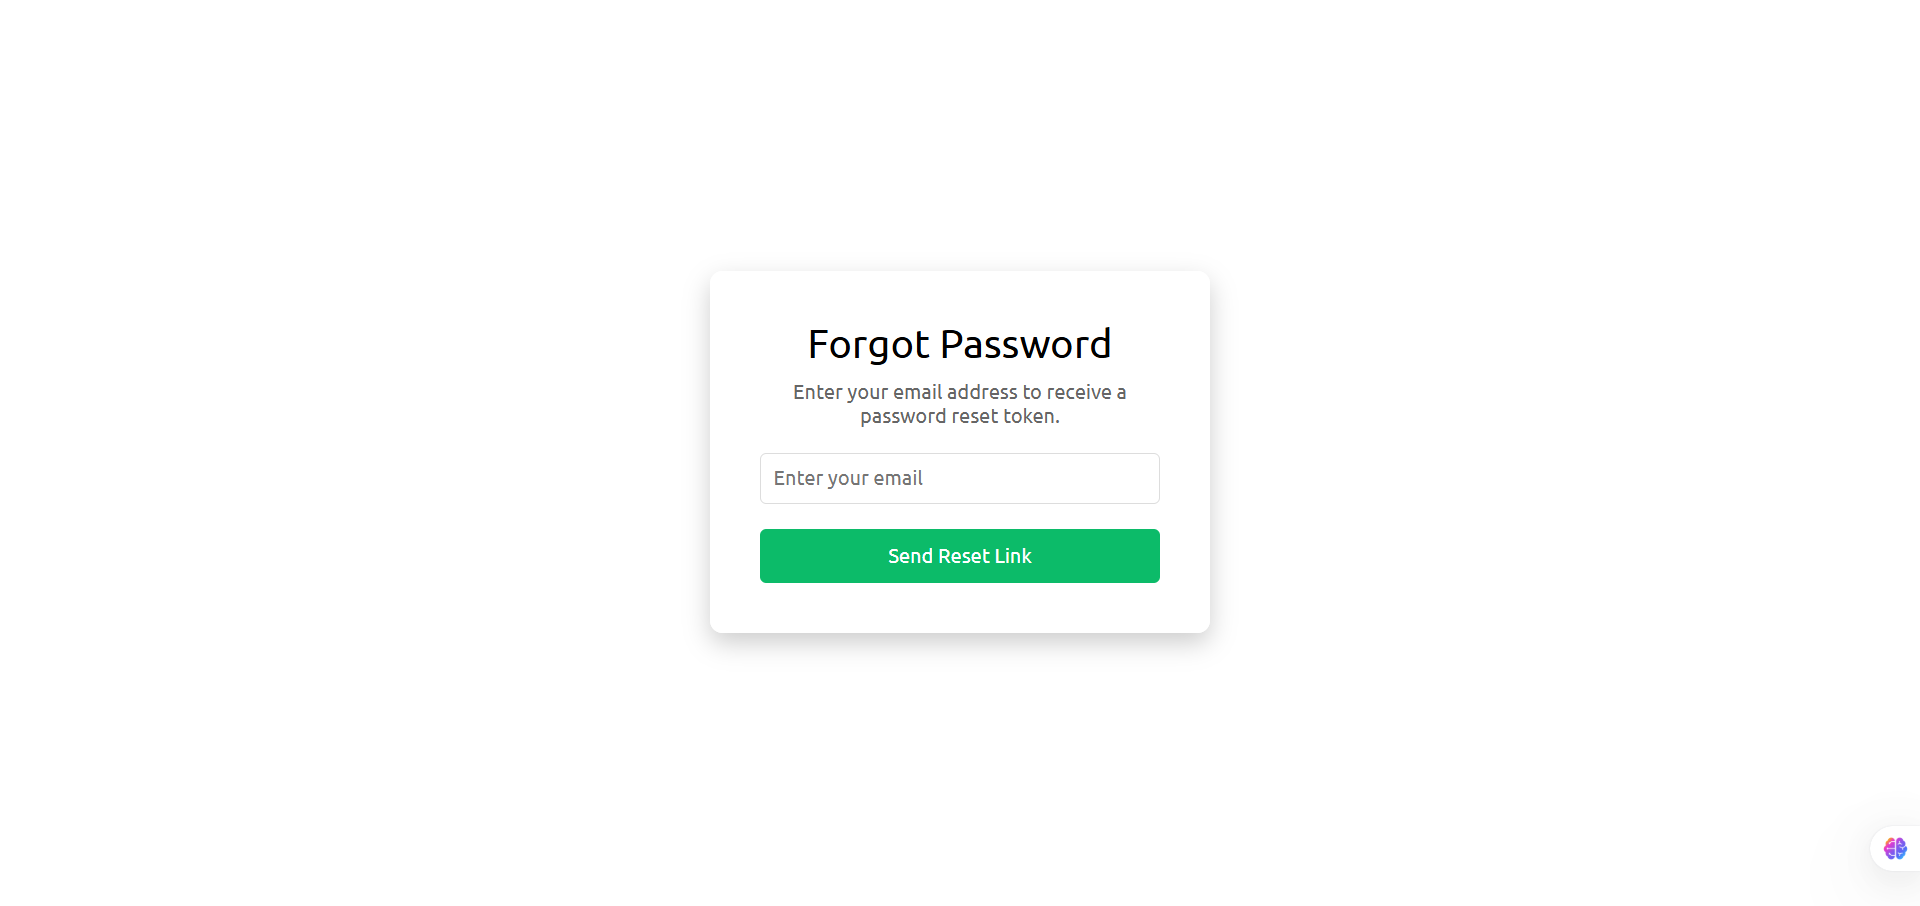 Forgot Password
Enter your email address to receive a
password reset token.
Enter your email
Send Reset Link